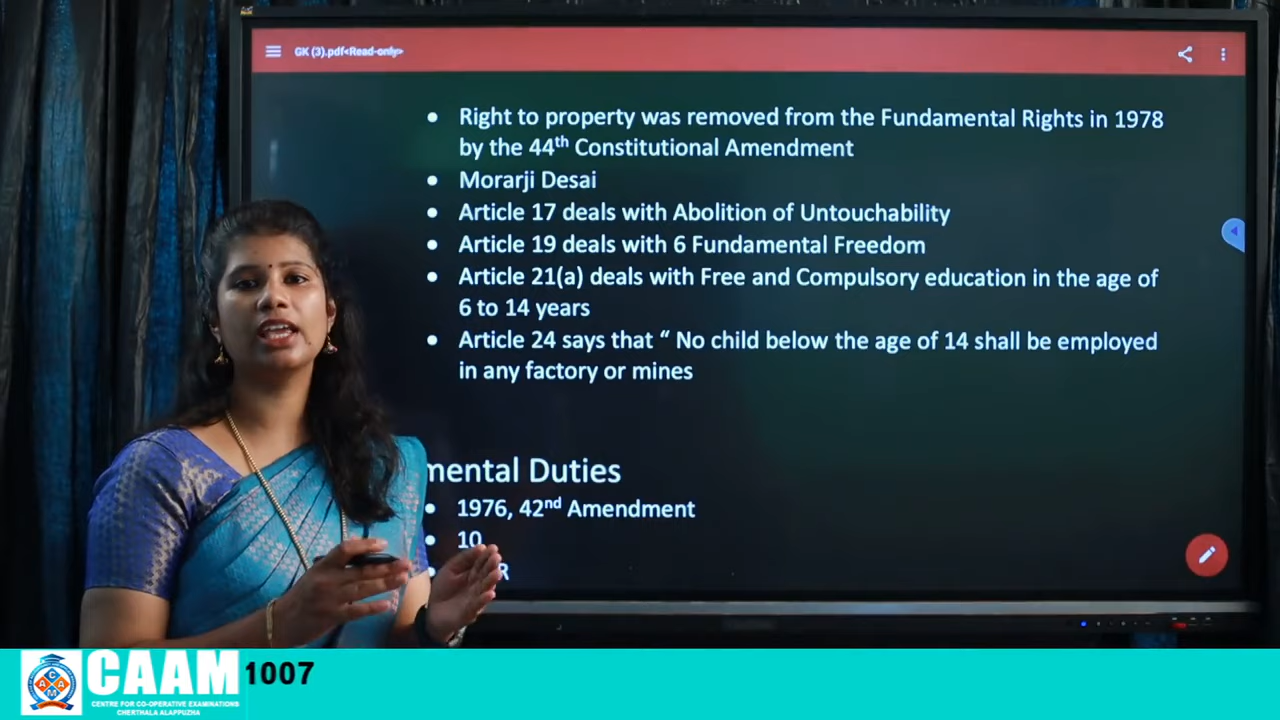 GK (3).pdf<Read-only>
• Right to property was removed from the Fundamental Rights in 1978
by the 44th Constitutional Amendment
• Morarji Desai
• Article 17 deals with Abolition of Untouchability
• Article 19 deals with 6 Fundamental Freedom
• Article 21(a) deals with Free and Compulsory education in the age of
6 to 14 years
• Article 24 says that “ No child below the age of 14 shall be employed
in any factory or mines
mental Duties
• 1976, 42nd Amendment
• 10
R
CAAM
CENTRE FOR CO-OPERATIVE EXAMINATIONS
CHERTHALA ALAPPUZHA
1007